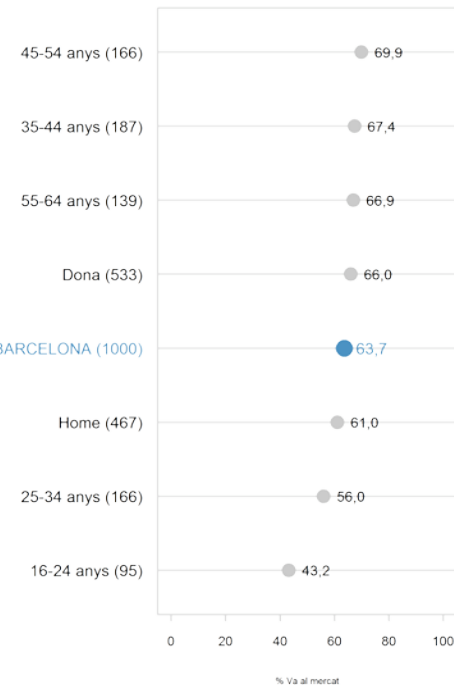 45-54 anys (166) 69,9
35-44 anys (187) 67,4
55-64 anys (139) 66,9
Dona (533) 66,0
BARCELONA (1000) 63,7
Home (467) 61,0
25-34 anys (166) 56,0
16-24 anys (95) 43,2
0 20 40 60 80 100
% Va al mercat